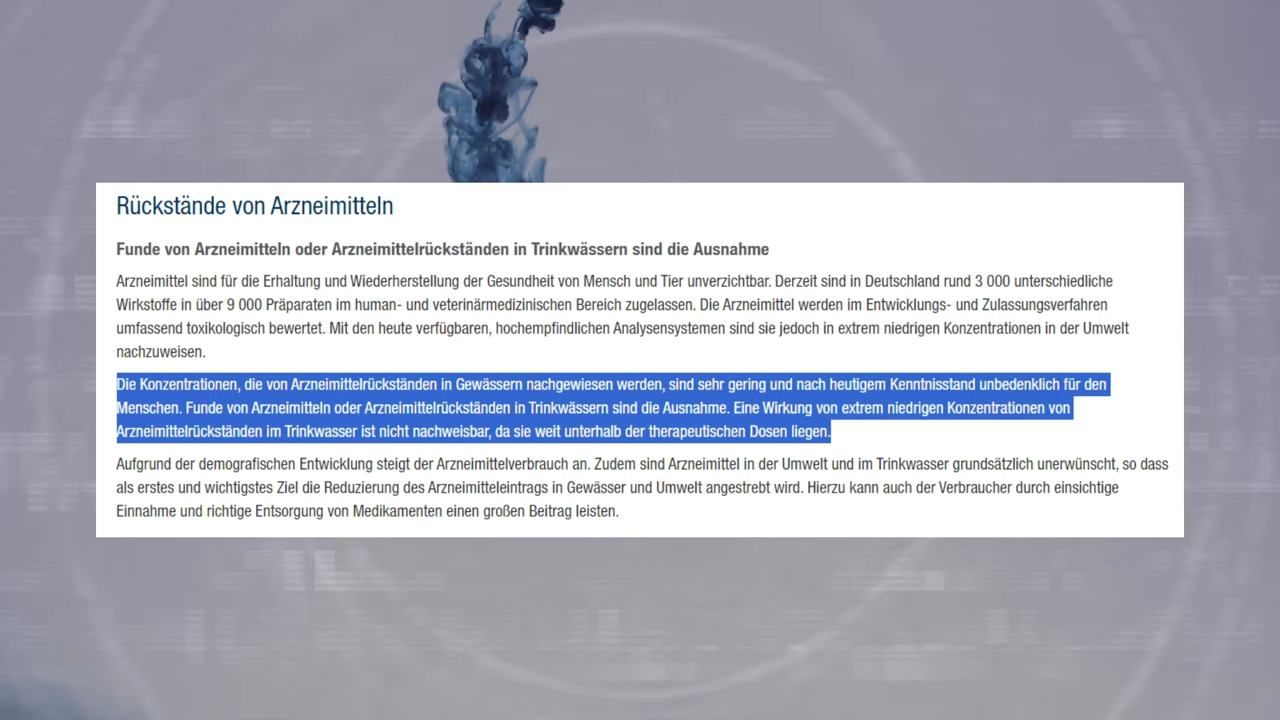 Rückstände von Arzneimitteln
Funde von Arzneimitteln oder Arzneimittelrückständen in Trinkwässern sind die Ausnahme
Arzneimittel sind für die Erhaltung und Wiederherstellung der Gesundheit von Mensch und Tier unverzichtbar. Derzeit sind in Deutschland rund 3 000 unterschiedliche
Wirkstoffe in über 9 000 Präparaten im human- und veterinärmedizinischen Bereich zugelassen. Die Arzneimittel werden im Entwicklungs- und Zulassungsverfahren
umfassend toxikologisch bewertet. Mit den heute verfügbaren, hochempfindlichen Analysensystemen sind sie jedoch in extrem niedrigen Konzentrationen in der Umwelt
nachzuweisen.
Die Konzentrationen, die von Arzneimittelrückständen in Gewässern nachgewiesen werden, sind sehr gering und nach heutigem Kenntnisstand unbedenklich für den
Menschen. Funde von Arzneimitteln oder Arzneimittelrückständen in Trinkwässern sind die Ausnahme. Eine Wirkung von extrem niedrigen Konzentrationen von
Arzneimittelrückständen im Trinkwasser ist nicht nachweisbar, da sie weit unterhalb der therapeutischen Dosen liegen.
Aufgrund der demografischen Entwicklung steigt der Arzneimittelverbrauch an. Zudem sind Arzneimittel in der Umwelt und im Trinkwasser grundsätzlich unerwünscht, so dass
als erstes und wichtigstes Ziel die Reduzierung des Arzneimitteleintrags in Gewässer und Umwelt angestrebt wird. Hierzu kann auch der Verbraucher durch einsichtige
Einnahme und richtige Entsorgung von Medikamenten einen großen Beitrag leisten.